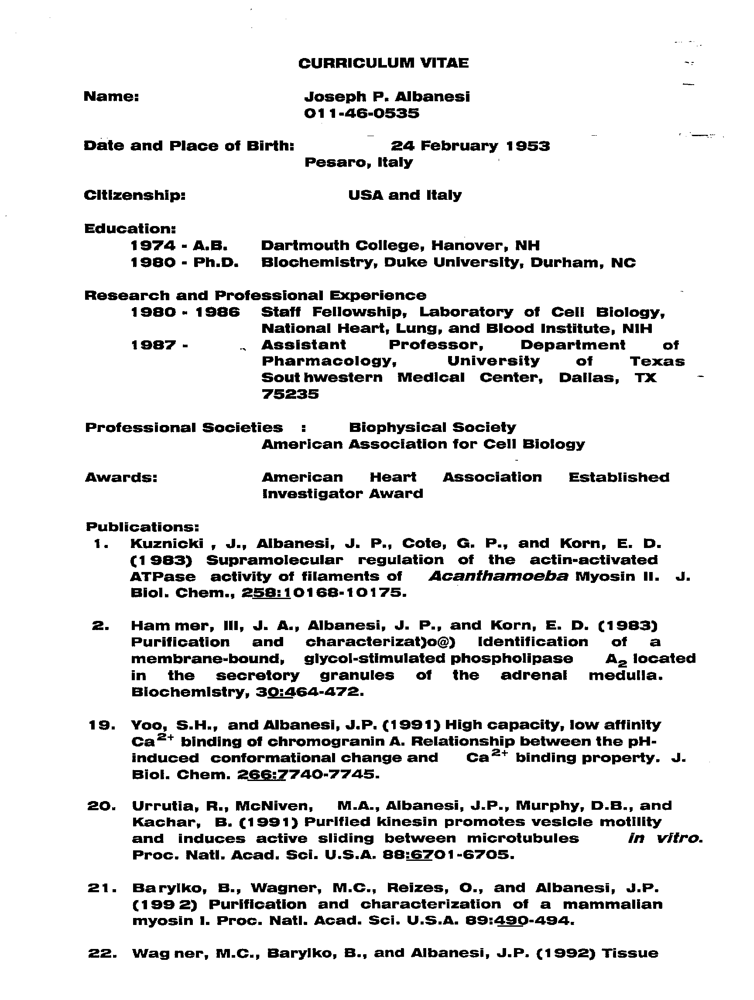 CURRICULUM VITAE
Name: Joseph P. Albanesi
011-46-0535
Date and Place of Birth: 24 February 1953
Pesaro, Italy
Citizenship: USA and Italy
Education:
1974 - A.B. Dartmouth College, Hanover, NH
1980 - Ph.D. Biochemistry, Duke University, Durham, NC
Research and Professional Experience
1980 - 1986 Staff Fellowship, Laboratory of Cell Biology,
National Heart, Lung, and Blood Institute, NIH
1987 - Assistant Professor, Department of
Pharmacology, University of Texas
Sout hwestern Medical Center, Dallas, TX
75235
Professional Societies : Biophysical Society
American Association for Cell Biology
Awards: American Heart Association Established
Investigator Award
Publications:
1. Kuznicki , J., Albanesi, J. P., Cote, G. P., and Korn, E. D.
(1983) Supramolecular regulation of the actin-activated
ATPase activity of filaments of Acanthamoeba Myosin II. J.
Biol. Chem., 258:10168-10175.
2. Ham mer, III, J. A., Albanesi, J. P., and Korn, E. D. (1983)
Purification and characterizat)o@) Identification of a
membrane-bound, glycol-stimulated phospholipase A2 located
in the secretory granules of the adrenal medulla.
Biochemistry, 30:464-472.
19. Yoo, S.H., and Albanesi, J.P. (1991) High capacity, low affinity
Ca2+ binding of chromogranin A. Relationship between the pH-
induced conformational change and Ca2+ binding property. J.
Biol. Chem. 266:7740-7745.
20. Urrutia, R., McNiven, M.A., Albanesi, J.P., Murphy, D.B., and
Kachar, B. (1991) Purified kinesin promotes vesicle motility
and induces active sliding between microtubules in vitro.
Proc. Natl. Acad. Sci. U.S.A. 88:6701-6705.
21. Barylko, B., Wagner, M.C., Reizes, O., and Albanesi, J.P.
(199 2) Purification and characterization of a mammalian
myosin I. Proc. Natl. Acad. Sci. U.S.A. 89:490-494.
22. Wag ner, M.C., Barylko, B., and Albanesi, J.P. (1992) Tissue